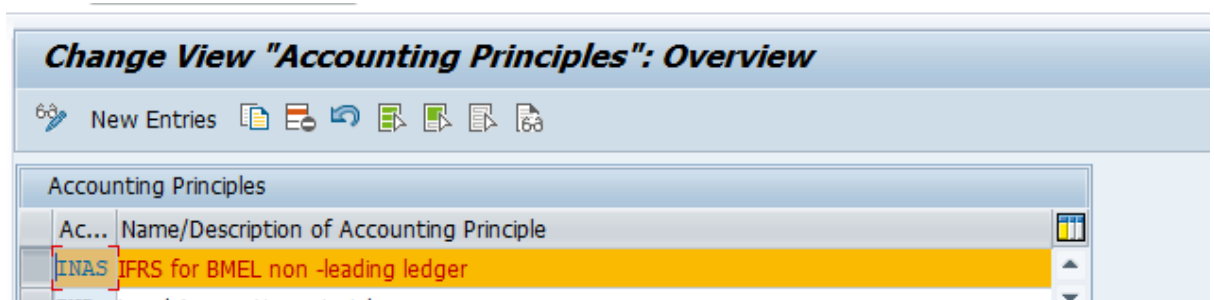 Change View "Accounting Principles": Overview
New Entries
Accounting Principles
Ac... Name/Description of Accounting Principle
INAS IFRS for BMEL non -leading ledger